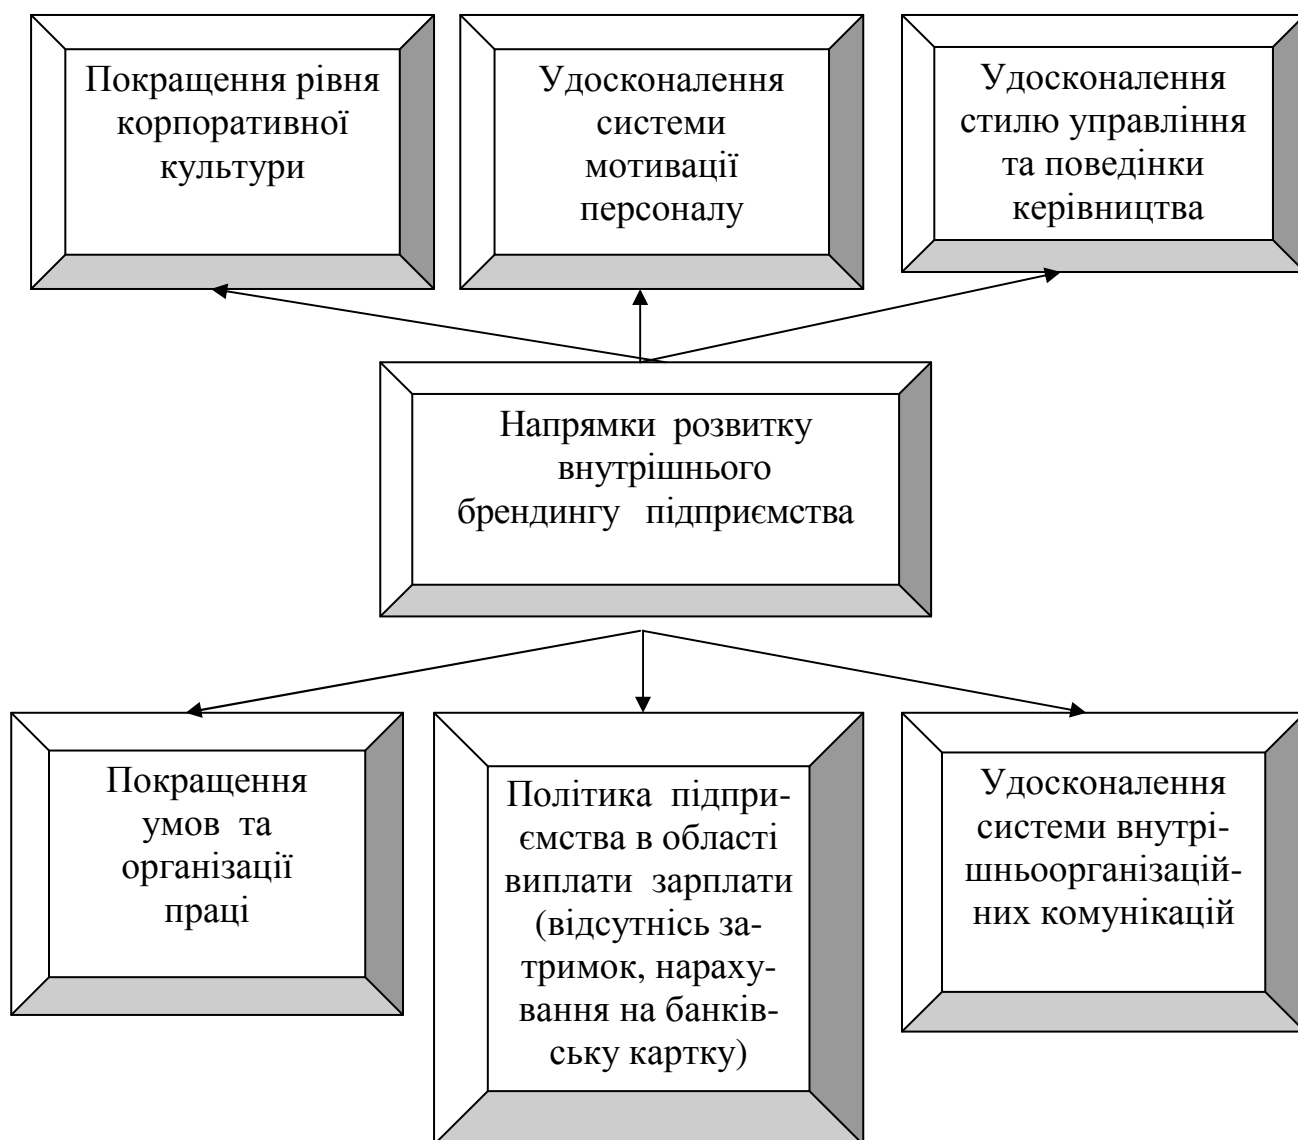 Покращення рівня
корпоративної
культури
Удосконалення
системи
мотивації
персоналу
Удосконалення
стилю управління
та поведінки
керівництва
Напрямки розвитку
внутрішнього
брендингу підприємства
Покращення
умов та
організації
праці
Політика підпри-
ємства в області
виплати зарплати
(відсутнісь за-
тримок, нараху-
вання на банків-
ську картку)
Удосконалення
системи внутрі-
шньоорганізацій-
них комунікацій